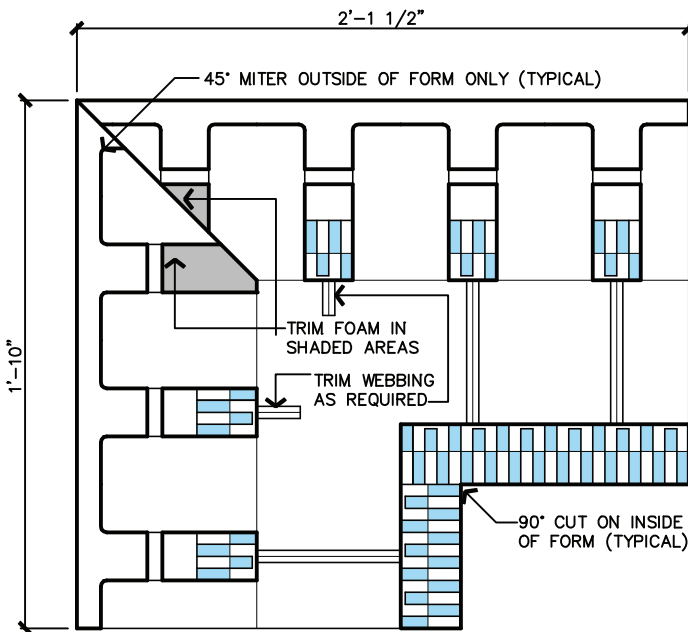 2'-1 1/2"
45° MITER OUTSIDE OF FORM ONLY (TYPICAL)
1'-10"
TRIM FOAM IN
SHADED AREAS
TRIM WEBBING
AS REQUIRED
90° CUT ON INSIDE
OF FORM (TYPICAL)